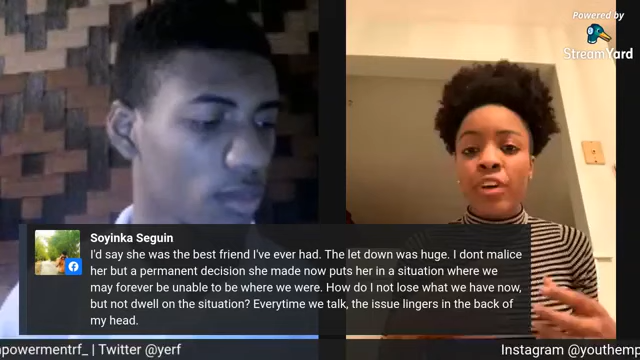 Powered by
StreamYard
Soyinka Seguin
I'd say she was the best friend I've ever had. The let down was huge. I dont malice
her but a permanent decision she made now puts her in a situation where we
may forever be unable to be where we were. How do I not lose what we have now,
but not dwell on the situation? Everytime we talk, the issue lingers in the back of
my head.
powermentrf_ | Twitter @yerf
Instagram @youthemp